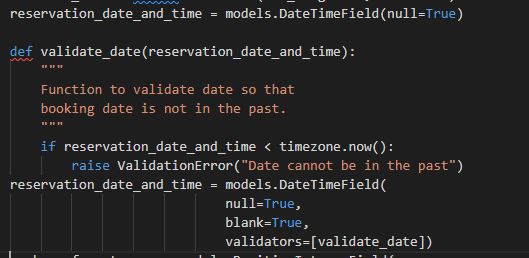 reservation_date_and_time = models.DateTimeField(null=True)
def validate_date(reservation_date_and_time):
"""
Function to validate date so that
booking date is not in the past.
"""
if reservation_date_and_time < timezone.now():
raise ValidationError("Date cannot be in the past")
reservation_date_and_time = models.DateTimeField(
null=True,
blank=True,
validators=[validate_date])